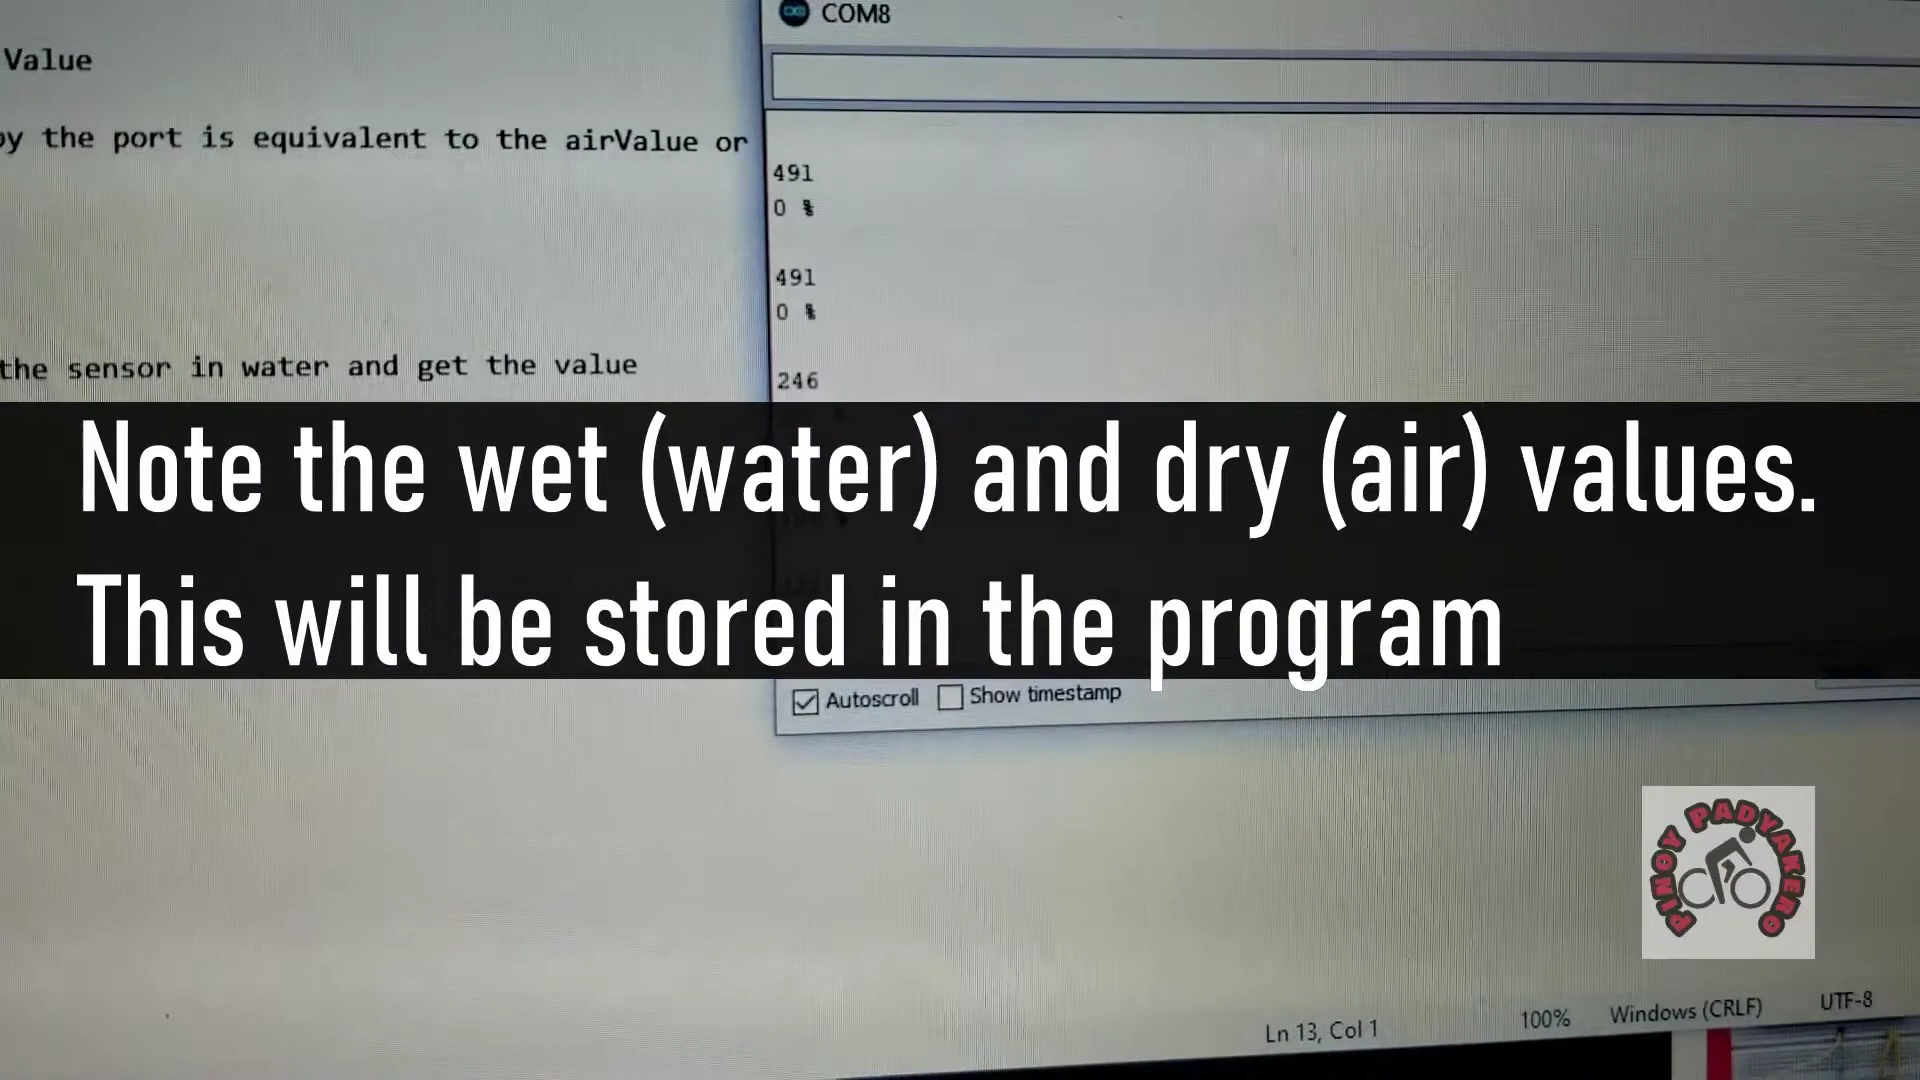 COM8
Value
by the port is equivalent to the airValue or
491
0 %
491
0 %
the sensor in water and get the value
246
Note the wet (water) and dry (air) values.
This will be stored in the program
Autoscroll Show timestamp
PINOY PADYAKERO
Ln 13, Col 1 100% Windows (CRLF) UTF-8